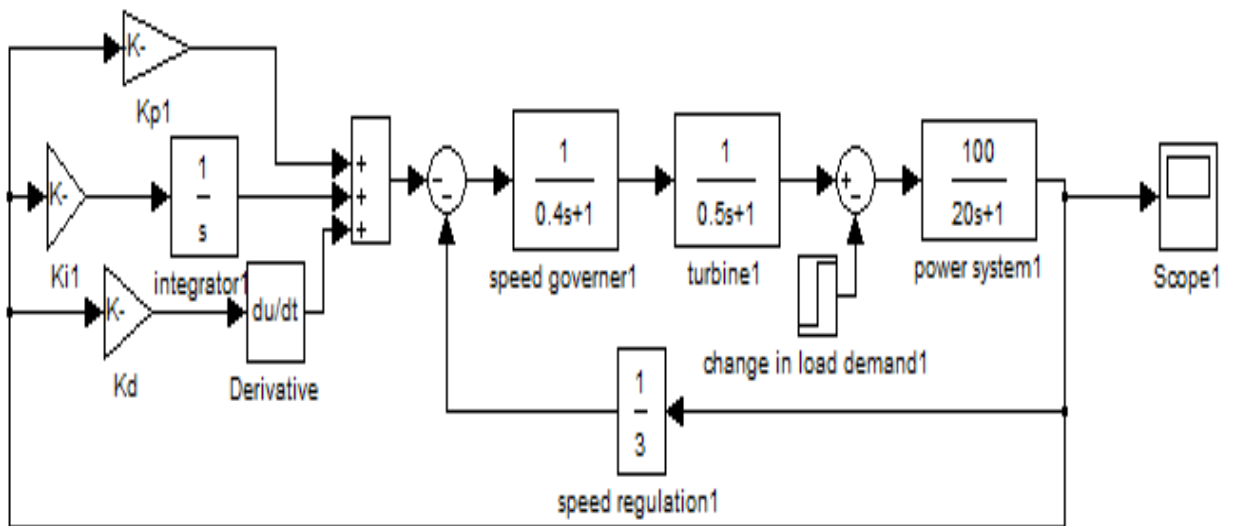 K-
Kp1
K-
Ki1
1
s
integrator1
K-
Kd
du/dt
Derivative
+
+
+
−
−
1
0.4s+1
speed governer1
1
0.5s+1
turbine1
+
−
change in load demand1
100
20s+1
power system1
Scope1
1
3
speed regulation1